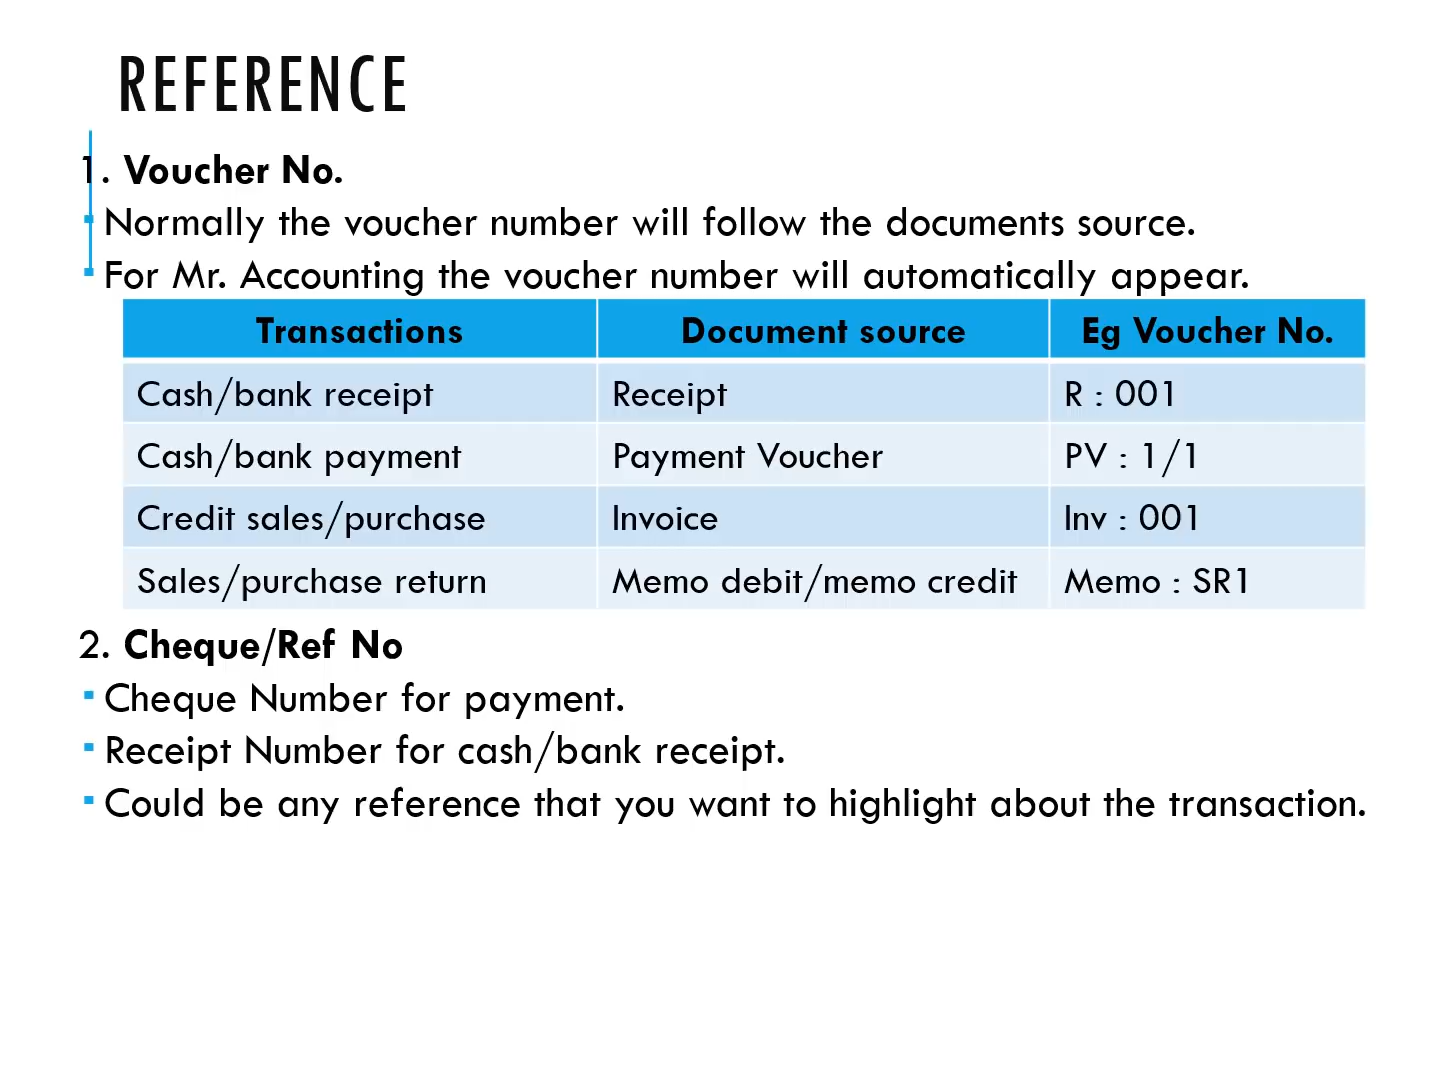 REFERENCE
1. Voucher No.
▪ Normally the voucher number will follow the documents source.
▪ For Mr. Accounting the voucher number will automatically appear.
Transactions Document source Eg Voucher No.
Cash/bank receipt Receipt R : 001
Cash/bank payment Payment Voucher PV : 1/1
Credit sales/purchase Invoice Inv : 001
Sales/purchase return Memo debit/memo credit Memo : SR1
2. Cheque/Ref No
▪ Cheque Number for payment.
▪ Receipt Number for cash/bank receipt.
▪ Could be any reference that you want to highlight about the transaction.